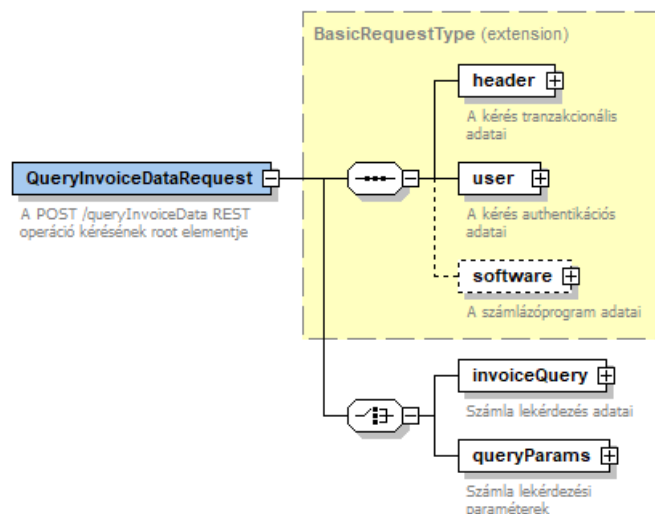 BasicRequestType (extension)
header
A kérés tranzakcionális
adatai
QueryInvoiceDataRequest
A POST /queryInvoiceData REST
operáció kérésének root elementje
user
A kérés authentikációs
adatai
software
A számlázóprogram adatai
invoiceQuery
Számla lekérdezés adatai
queryParams
Számla lekérdezési
paraméterek